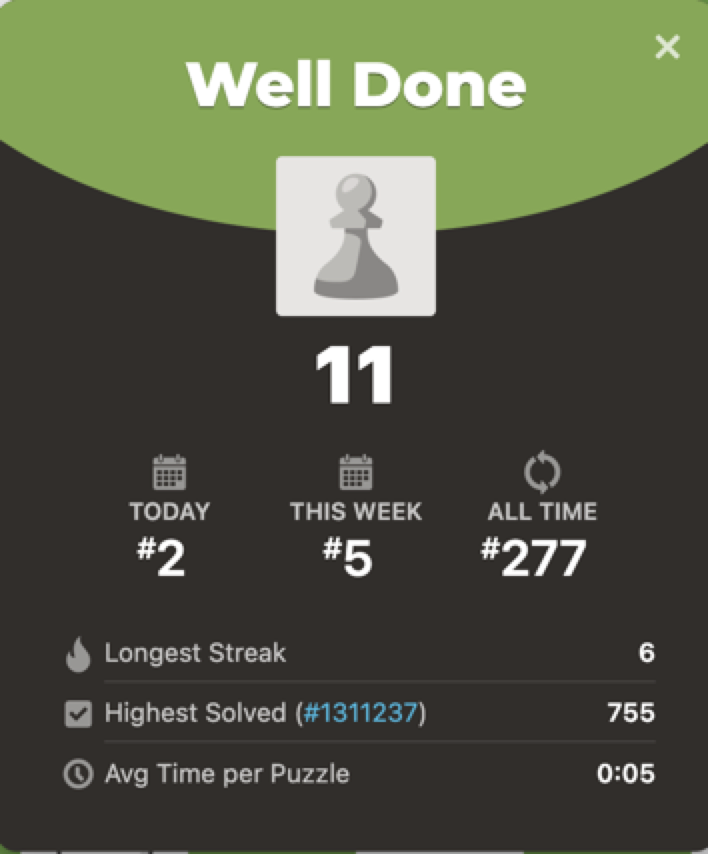 Well Done
11
TODAY THIS WEEK ALL TIME
#2 #5 #277
Longest Streak 6
Highest Solved (#1311237) 755
Avg Time per Puzzle 0:05